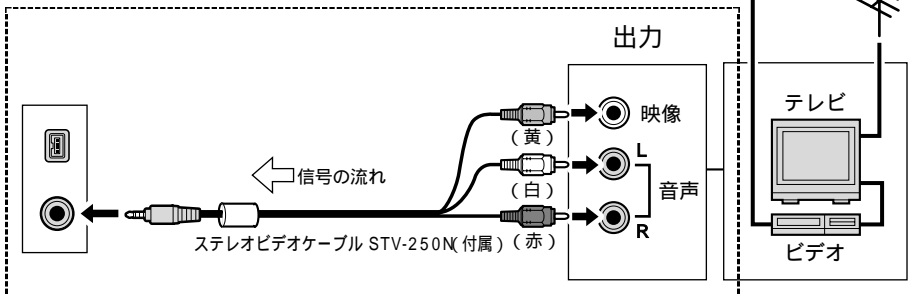 出力
テレビ
映像
(黄)
L
信号の流れ
(白)
音声
R
ステレオビデオケーブル STV-250N(付属)
(赤)
ビデオ